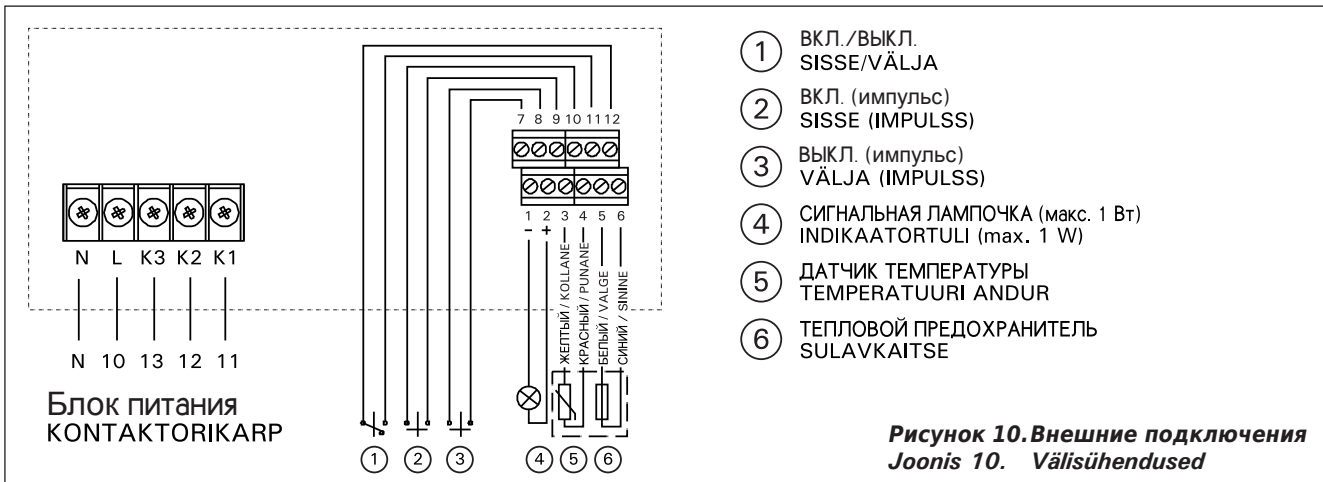 7 8 9 10 11 12
1 2 3 4 5 6
− +
ЖЕЛТЫЙ / KOLLANE
КРАСНЫЙ / PUNANE
БЕЛЫЙ / VALGE
СИНИЙ / SININE
N L K3 K2 K1
N 10 13 12 11
Блок питания
KONTAKTORIKARP
1 2 3 4 5 6
1 ВКЛ./ВЫКЛ.
SISSE/VÄLJA
2 ВКЛ. (импульс)
SISSE (IMPULSS)
3 ВЫКЛ. (импульс)
VÄLJA (IMPULSS)
4 СИГНАЛЬНАЯ ЛАМПОЧКА (макс. 1 Вт)
INDIKAATORTULI (max. 1 W)
5 ДАТЧИК ТЕМПЕРАТУРЫ
TEMPERATUURI ANDUR
6 ТЕПЛОВОЙ ПРЕДОХРАНИТЕЛЬ
SULAVKAITSE
Рисунок 10. Внешние подключения
Joonis 10. Välisühendused